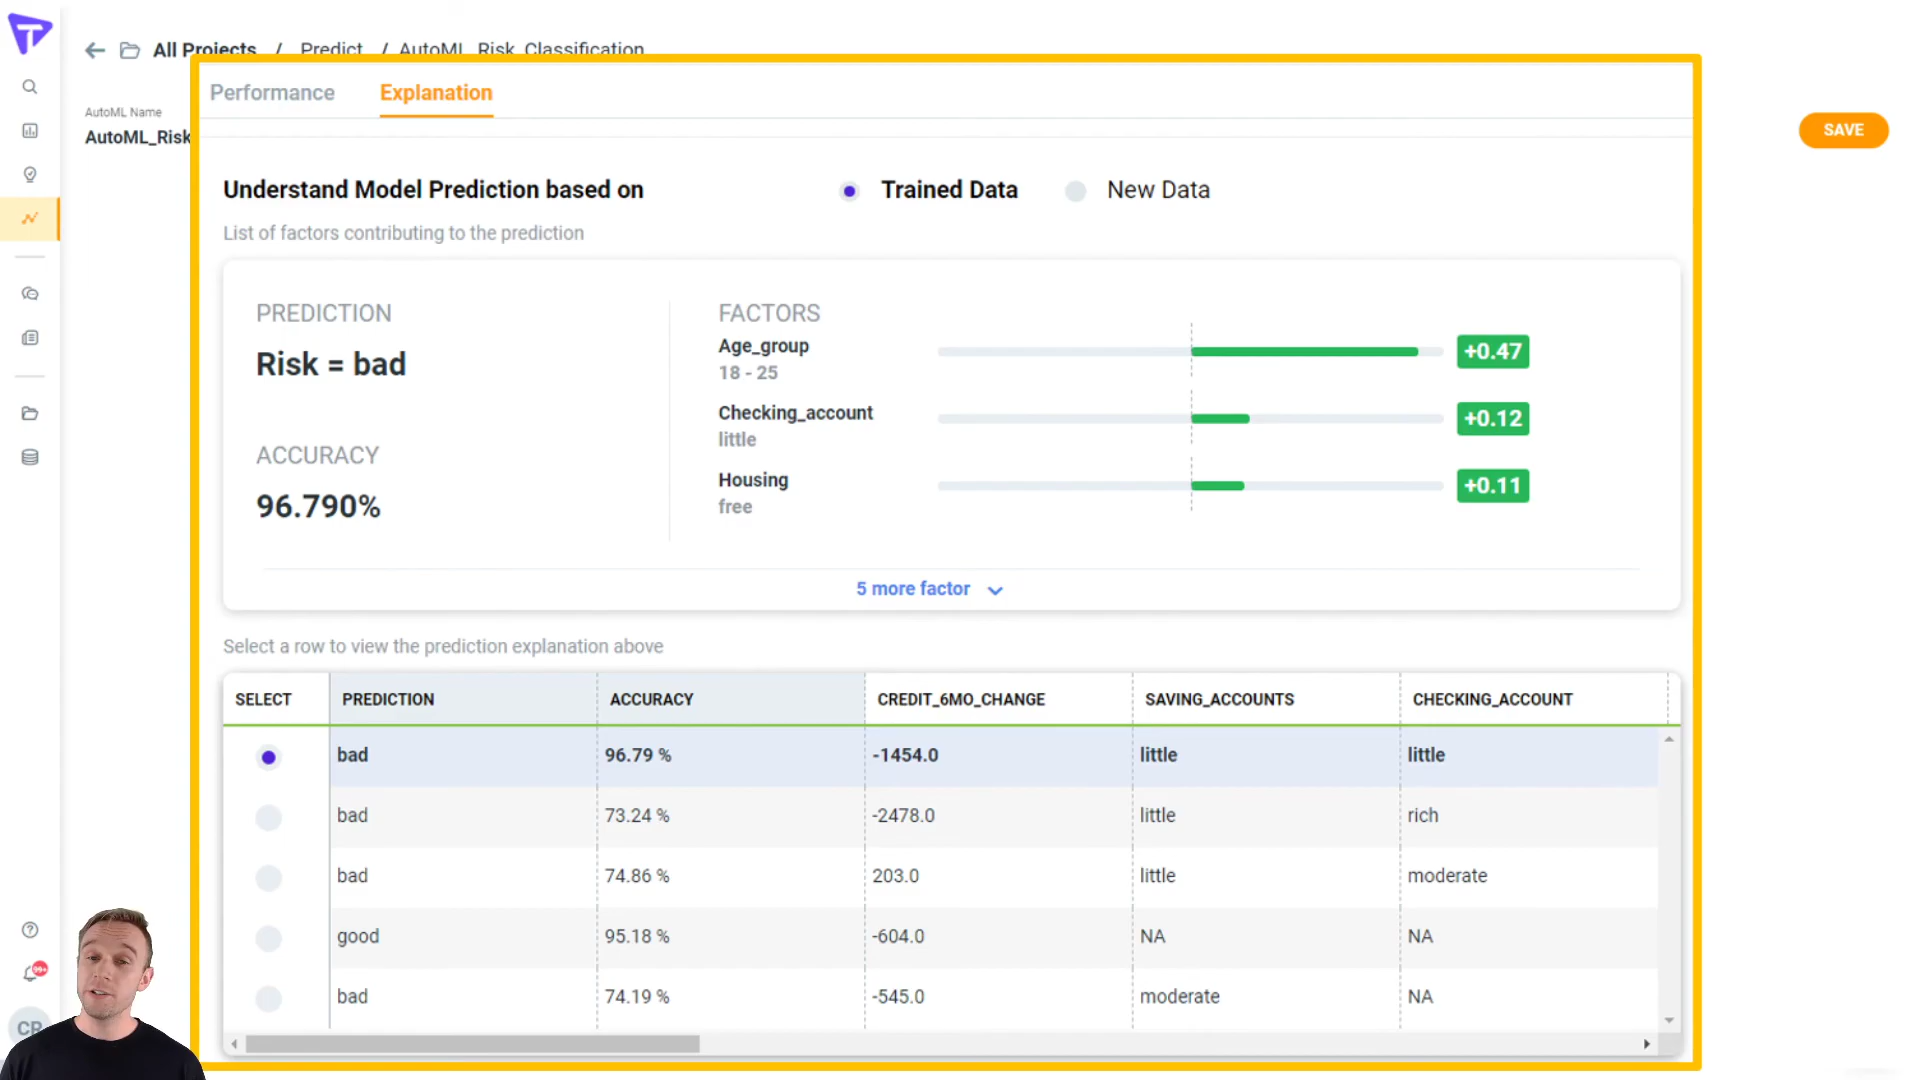 All Projects / Predict / AutoML_Risk_Classification
AutoML Name
AutoML_Risk
SAVE
Performance
Explanation
Understand Model Prediction based on
Trained Data
New Data
List of factors contributing to the prediction
PREDICTION
Risk = bad
ACCURACY
96.790%
FACTORS
Age_group
18 - 25
+0.47
Checking_account
little
+0.12
Housing
free
+0.11
5 more factor
Select a row to view the prediction explanation above
SELECT PREDICTION ACCURACY CREDIT_6MO_CHANGE SAVING_ACCOUNTS CHECKING_ACCOUNT
bad 96.79 % -1454.0 little little
bad 73.24 % -2478.0 little rich
bad 74.86 % 203.0 little moderate
good 95.18 % -604.0 NA NA
bad 74.19 % -545.0 moderate NA
99+
CR